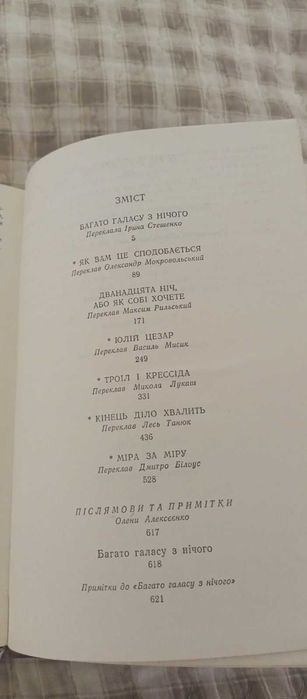 ЗМІСТ
БАГАТО ГАЛАСУ З НІЧОГО
Переклала Ірина Стешенко
5
* ЯК ВАМ ЦЕ СПОДОБАЄТЬСЯ
Переклав Олександр Мокровольський
89
ДВАНАДЦЯТА НІЧ,
АБО ЯК СОБІ ХОЧЕТЕ
Переклав Максим Рильський
171
* ЮЛІЙ ЦЕЗАР
Переклав Василь Мисик
249
* ТРОЇЛ І КРЕССІДА
Переклав Микола Лукаш
331
* КІНЕЦЬ ДІЛО ХВАЛИТЬ
Переклав Лесь Танюк
436
* МІРА ЗА МІРУ
Переклав Дмитро Білоус
528
ПІСЛЯМОВИ ТА ПРИМІТКИ
Олени Алексєєнко
617
Багато галасу з нічого
618
Примітки до «Багато галасу з нічого»
621